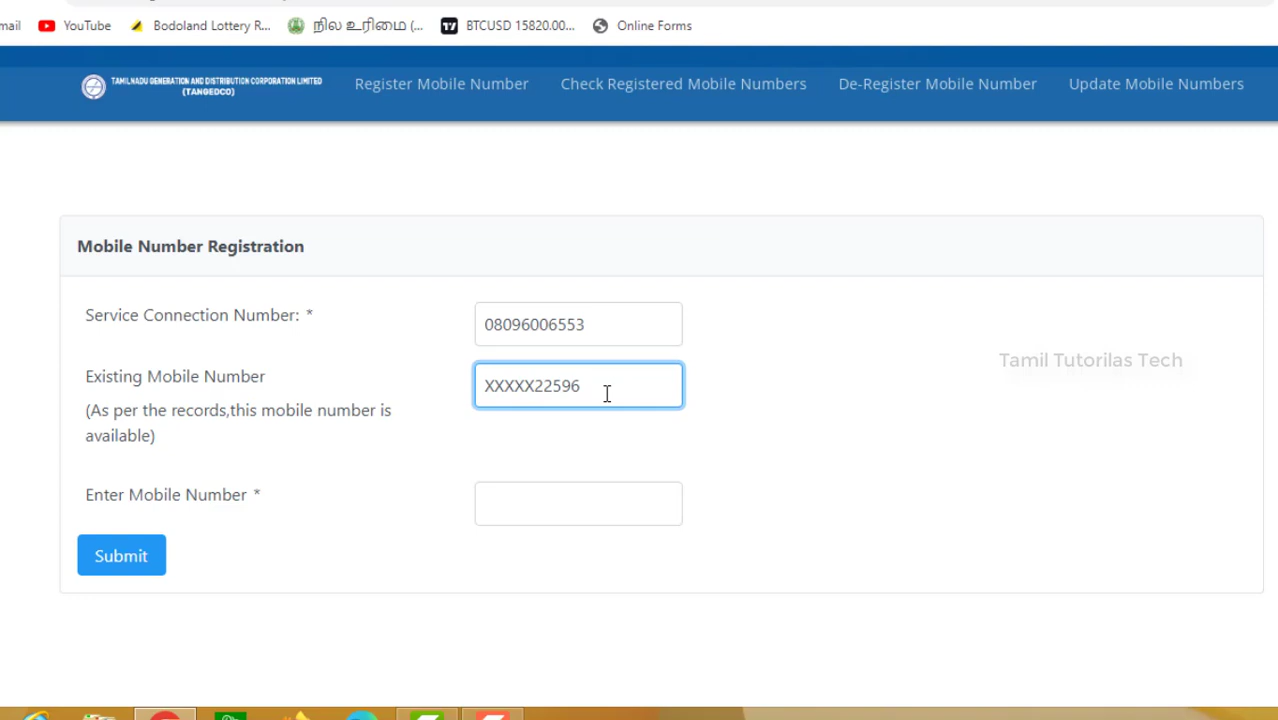 mail YouTube Bodoland Lottery R... நில உரிமை (... BTCUSD 15820.00... Online Forms
TAMILNADU GENERATION AND DISTRIBUTION CORPORATION LIMITED
(TANGEDCO)
Register Mobile Number Check Registered Mobile Numbers De-Register Mobile Number Update Mobile Numbers
Mobile Number Registration
Service Connection Number: * 08096006553
Existing Mobile Number XXXXX22596
Tamil Tutorilas Tech
(As per the records,this mobile number is
available)
Enter Mobile Number *
Submit